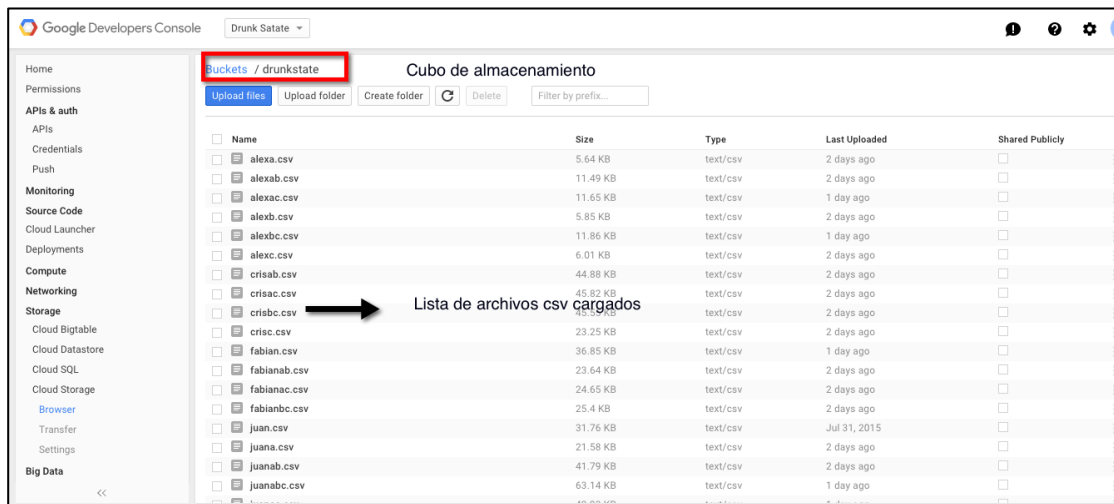 Google Developers Console Drunk Satate
Home
Permissions
APIs & auth
APIs
Credentials
Push
Monitoring
Source Code
Cloud Launcher
Deployments
Compute
Networking
Storage
Cloud Bigtable
Cloud Datastore
Cloud SQL
Cloud Storage
Browser
Transfer
Settings
Big Data
<<
Buckets / drunkstate Cubo de almacenamiento
Upload files Upload folder Create folder Delete Filter by prefix...
Name Size Type Last Uploaded Shared Publicly
alexa.csv 5.64 KB text/csv 2 days ago
alexab.csv 11.49 KB text/csv 2 days ago
alexac.csv 11.65 KB text/csv 1 day ago
alexb.csv 5.85 KB text/csv 2 days ago
alexbc.csv 11.86 KB text/csv 1 day ago
alexc.csv 6.01 KB text/csv 2 days ago
crisab.csv 44.88 KB text/csv 2 days ago
crisac.csv 45.82 KB text/csv 2 days ago
Lista de archivos csv cargados
crisbc.csv KB text/csv 2 days ago
crisc.csv 23.25 KB text/csv 2 days ago
fabian.csv 36.85 KB text/csv 1 day ago
fabianab.csv 23.64 KB text/csv 2 days ago
fabianac.csv 24.65 KB text/csv 2 days ago
fabianbc.csv 25.4 KB text/csv 2 days ago
juan.csv 31.76 KB text/csv Jul 31, 2015
juana.csv 21.58 KB text/csv 2 days ago
juanab.csv 41.79 KB text/csv 2 days ago
juanabc.csv 63.14 KB text/csv 1 day ago